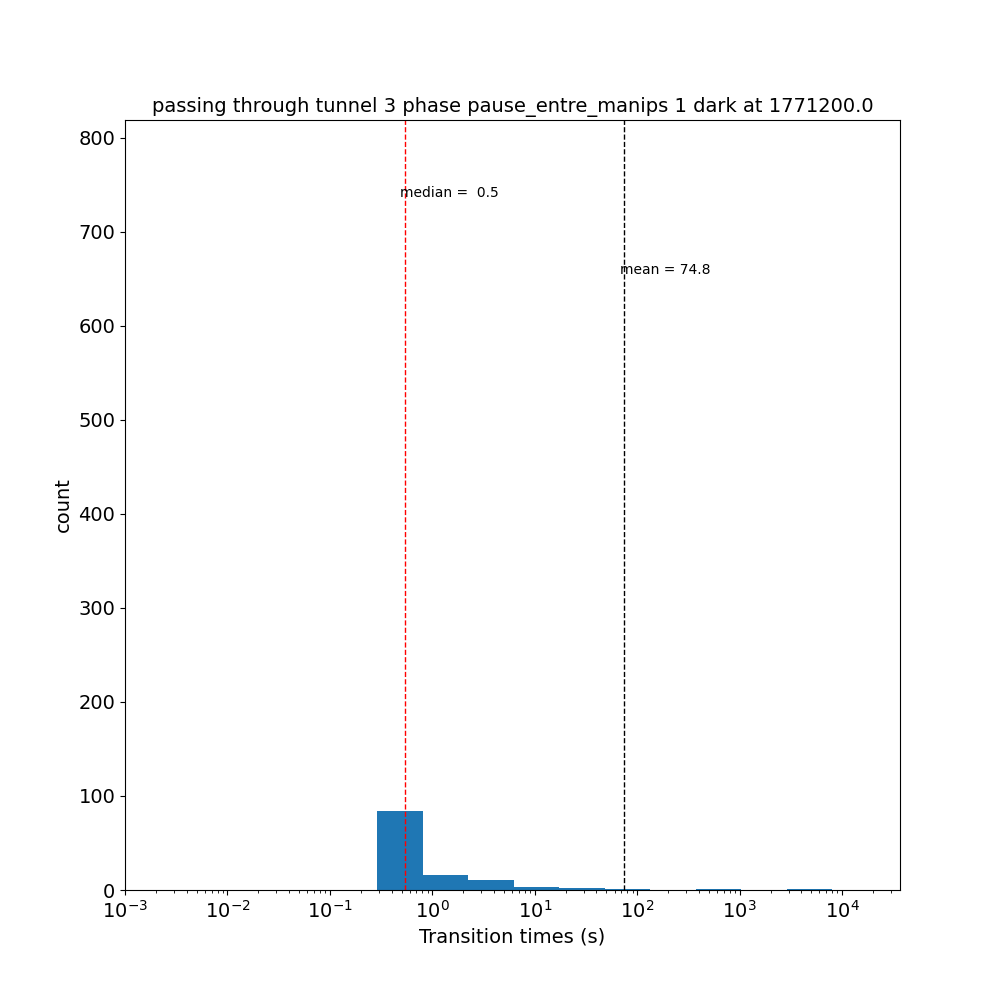 passing through tunnel 3 phase pause_entre_manips 1 dark at 1771200.0
800
median =  0.5
700
mean = 74.8
600
500
count
400
300
200
100
0
10⁻³ 10⁻² 10⁻¹ 10⁰ 10¹ 10² 10³ 10⁴
Transition times (s)